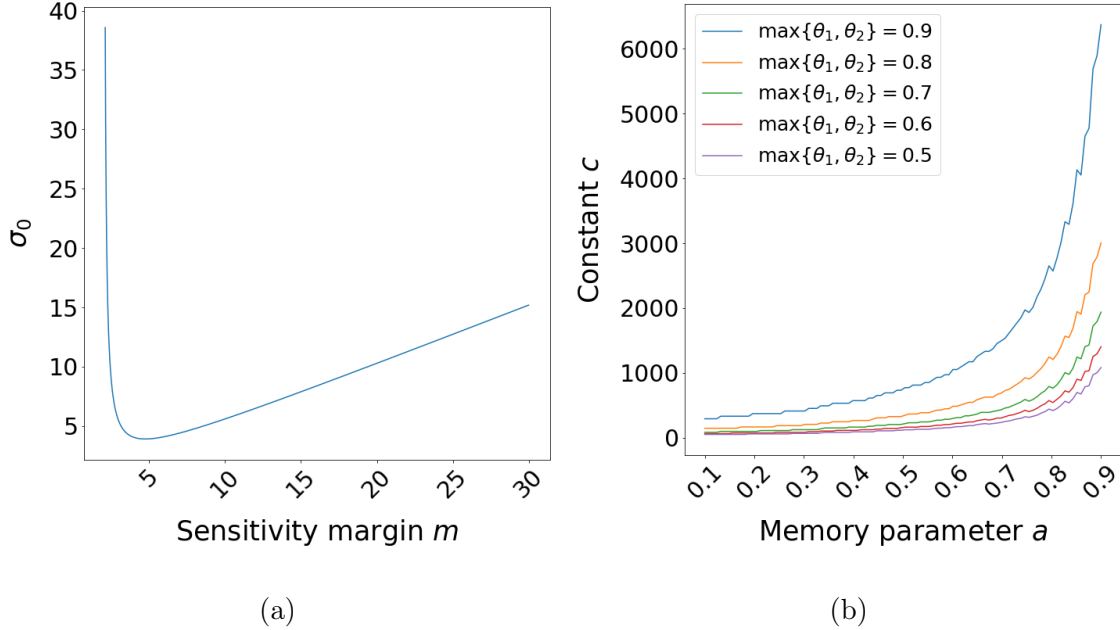 40
35
30
25
20
15
10
5
σ₀
5
10
15
20
25
30
Sensitivity margin m
(a)
max{θ₁, θ₂} = 0.9
max{θ₁, θ₂} = 0.8
max{θ₁, θ₂} = 0.7
max{θ₁, θ₂} = 0.6
max{θ₁, θ₂} = 0.5
6000
5000
4000
3000
2000
1000
0
Constant c
0.1
0.2
0.3
0.4
0.5
0.6
0.7
0.8
0.9
Memory parameter a
(b)